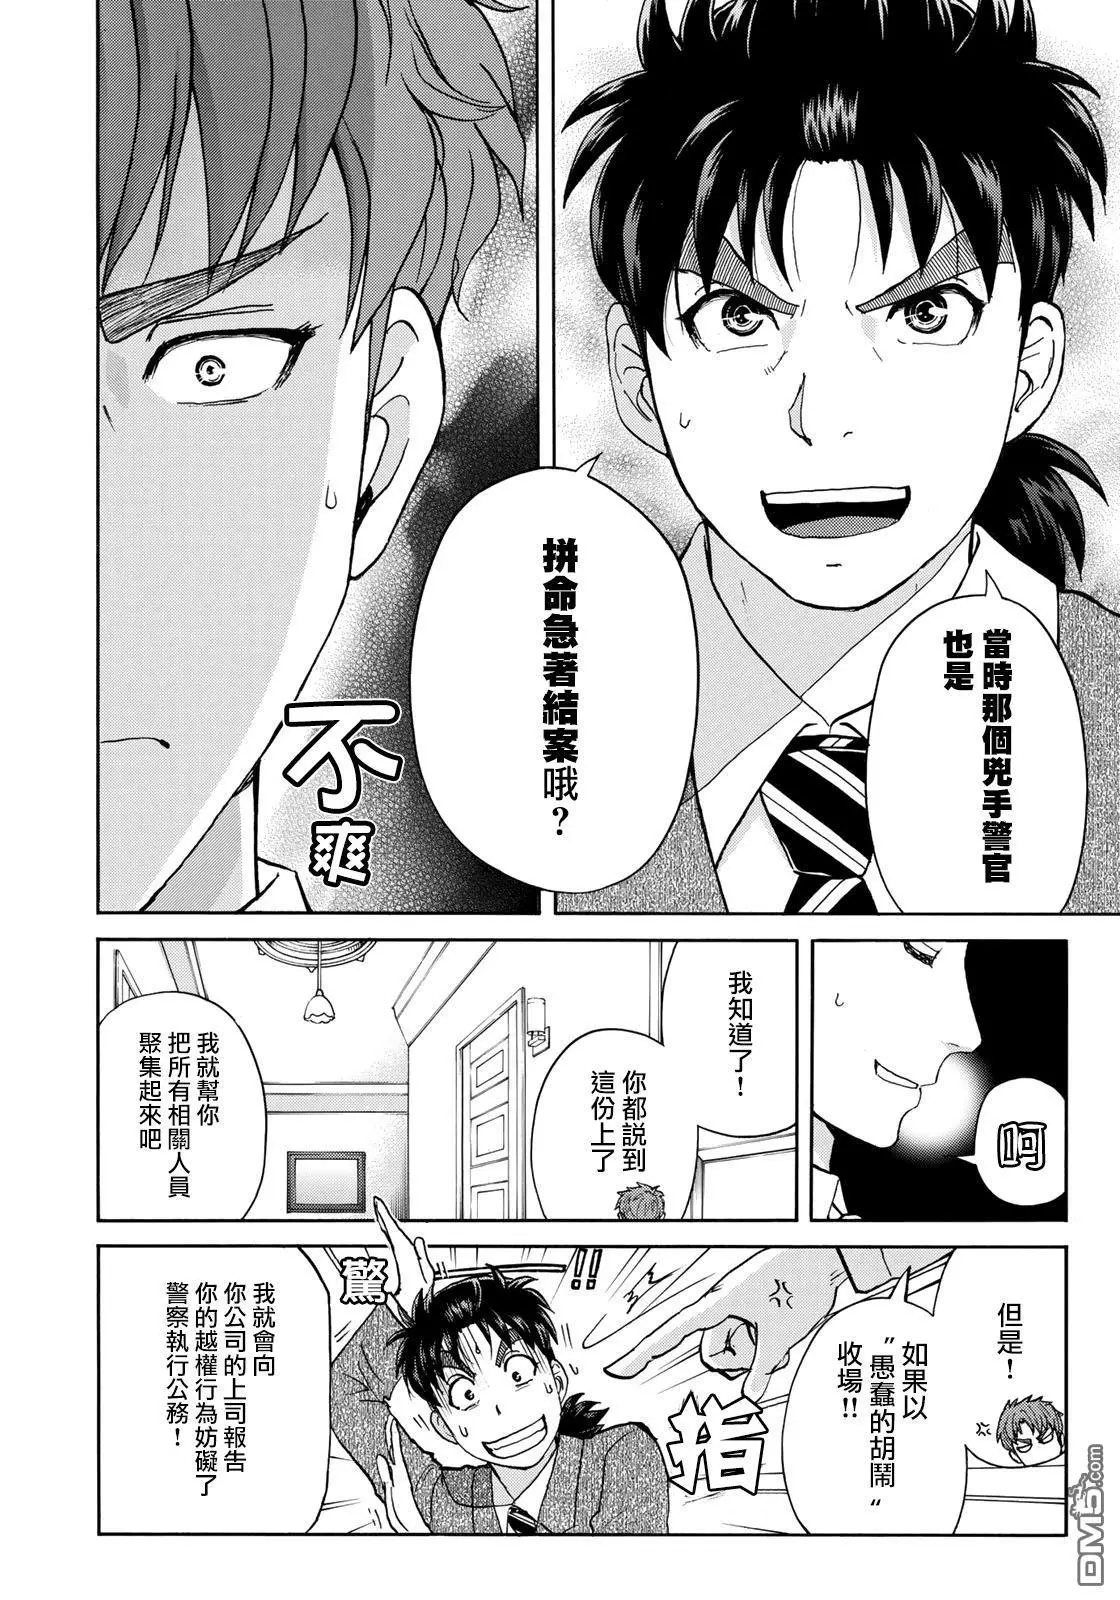 當時那個兇手警官
也是
拼命急著結案哦?
不爽
呵
我知道了!
你都說到
這份上了
我就幫你
把所有相關人員
聚集起來吧
但是!
如果以
"愚蠢的胡鬧"
收場!!
指
!!
驚
我就會向
你公司的上司報告
你的越權行為妨礙了
警察執行公務!
DM5.com